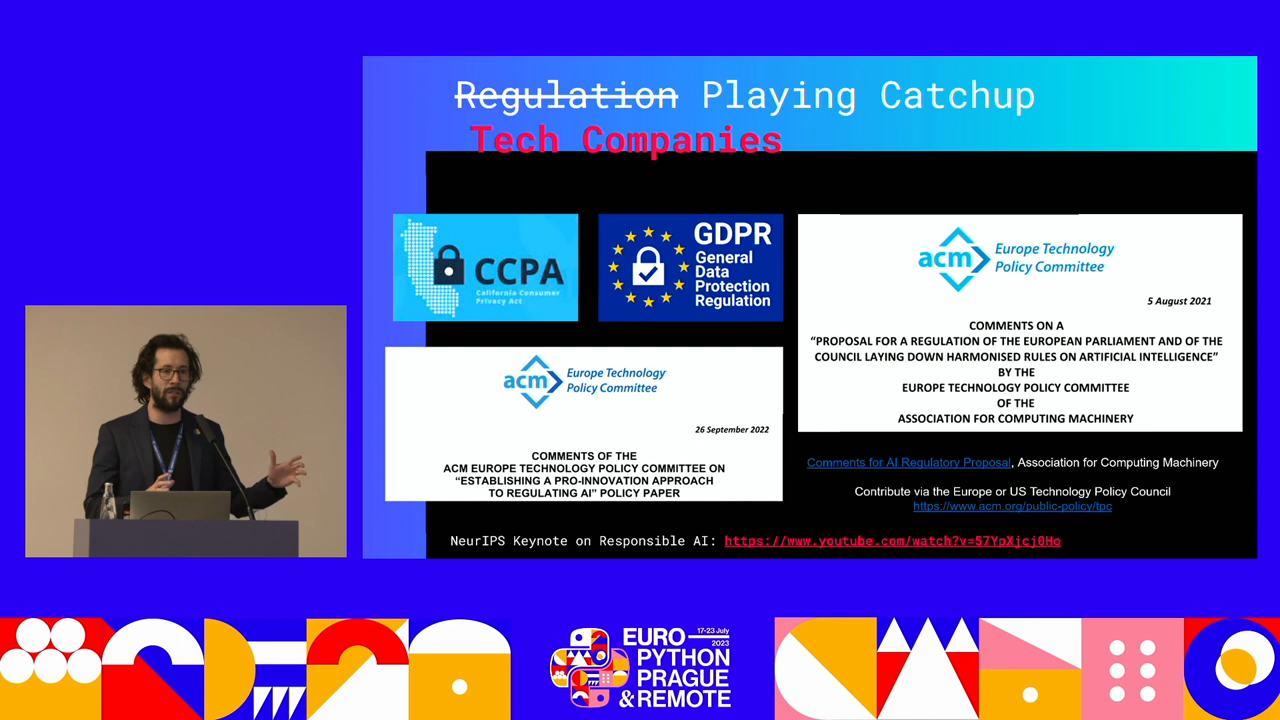 Regulation Playing Catchup
Tech Companies
CCPA
California Consumer
Privacy Act
GDPR
General
Data
Protection
Regulation
acm Europe Technology
Policy Committee
5 August 2021
COMMENTS ON A
“PROPOSAL FOR A REGULATION OF THE EUROPEAN PARLIAMENT AND OF THE
COUNCIL LAYING DOWN HARMONISED RULES ON ARTIFICIAL INTELLIGENCE”
BY THE
EUROPE TECHNOLOGY POLICY COMMITTEE
OF THE
ASSOCIATION FOR COMPUTING MACHINERY
acm Europe Technology
Policy Committee
26 September 2022
COMMENTS OF THE
ACM EUROPE TECHNOLOGY POLICY COMMITTEE ON
“ESTABLISHING A PRO-INNOVATION APPROACH
TO REGULATING AI” POLICY PAPER
Comments for AI Regulatory Proposal, Association for Computing Machinery
Contribute via the Europe or US Technology Policy Council
https://www.acm.org/public-policy/tpc
NeurIPS Keynote on Responsible AI: https://www.youtube.com/watch?v=57YpXjcj0Ho
EURO 17-23 July
2023
PYTHON
PRAGUE
& REMOTE